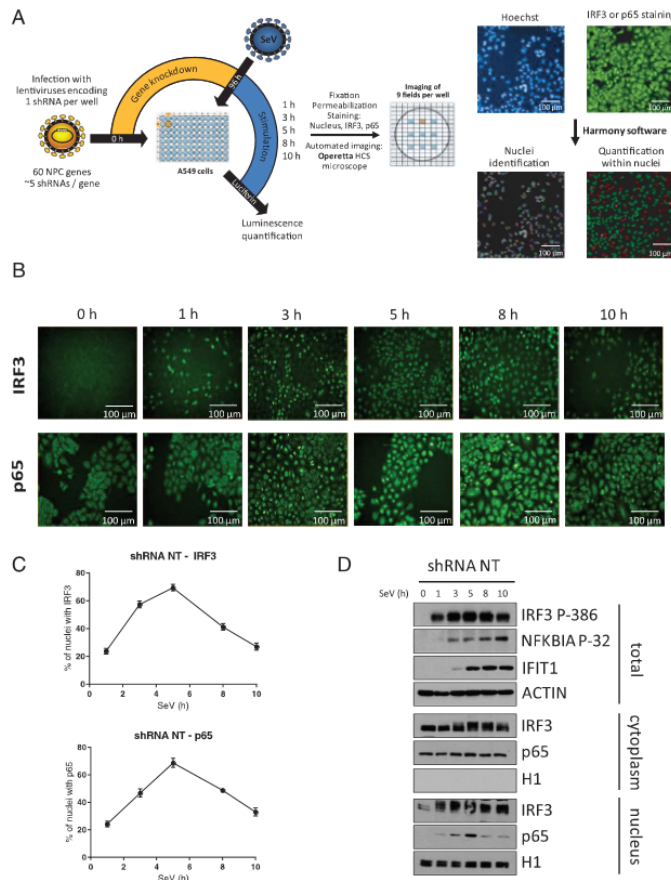 A
Infection with
lentiviruses encoding
1 shRNA per well
60 NPC genes
~5 shRNAs / gene
Gene knockdown
0 h
SeV
96 h
stimulation
1 h
3 h
5 h
8 h
10 h
A549 cells
Luciferin
Luminescence
quantification
Fixation
Permeabilization
Staining:
Nucleus, IRF3, p65
Automated imaging:
Operetta HCS
microscope
Imaging of
9 fields per well
Hoechst
IRF3 or p65 staining
100 µm
100 µm
Harmony software
Nuclei
identification
Quantification
within nuclei
100 µm
100 µm
B
0 h
1 h
3 h
5 h
8 h
10 h
IRF3
100 µm
100 µm
100 µm
100 µm
100 µm
100 µm
p65
100 µm
100 µm
100 µm
100 µm
100 µm
100 µm
C
shRNA NT - IRF3
% of nuclei with IRF3
80
60
40
20
0
0 2 4 6 8 10
SeV (h)
shRNA NT - p65
% of nuclei with p65
80
60
40
20
0
0 2 4 6 8 10
SeV (h)
D
shRNA NT
SeV (h) 0 1 3 5 8 10
IRF3 P-386
NFKBIA P-32
IFIT1
ACTIN
total
IRF3
p65
H1
cytoplasm
IRF3
p65
H1
nucleus